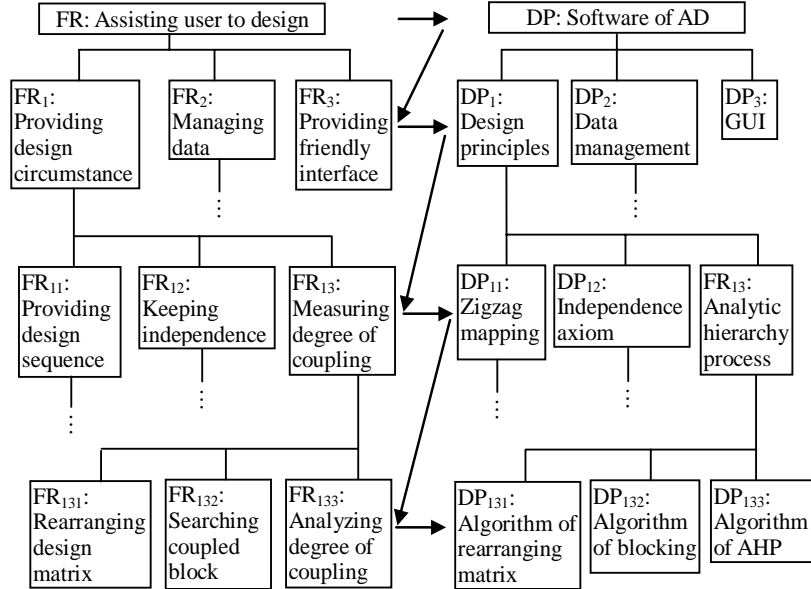 FR: Assisting user to design
DP: Software of AD
FR₁:
Providing
design
circumstance
FR₂:
Managing
data
FR₃:
Providing
friendly
interface
DP₁:
Design
principles
DP₂:
Data
management
DP₃:
GUI
FR₁₁:
Providing
design
sequence
FR₁₂:
Keeping
independence
FR₁₃:
Measuring
degree of
coupling
DP₁₁:
Zigzag
mapping
DP₁₂:
Independence
axiom
FR₁₃:
Analytic
hierarchy
process
FR₁₃₁:
Rearranging
design
matrix
FR₁₃₂:
Searching
coupled
block
FR₁₃₃:
Analyzing
degree of
coupling
DP₁₃₁:
Algorithm of
rearranging
matrix
DP₁₃₂:
Algorithm
of blocking
DP₁₃₃:
Algorithm
of AHP